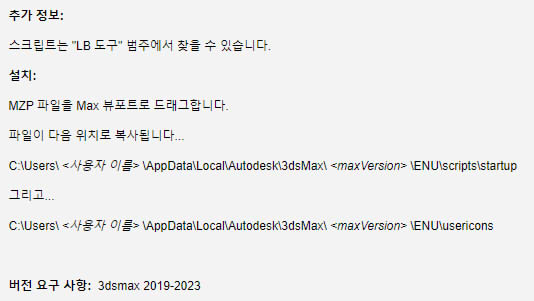 추가 정보:
스크립트는 "LB 도구" 범주에서 찾을 수 있습니다.
설치:
MZP 파일을 Max 뷰포트로 드래그합니다.
파일이 다음 위치로 복사됩니다...
C:\Users\ <사용자 이름> \AppData\Local\Autodesk\3dsMax\ <maxVersion> \ENU\scripts\startup
그리고...
C:\Users\ <사용자 이름> \AppData\Local\Autodesk\3dsMax\ <maxVersion> \ENU\usericons
버전 요구 사항: 3dsmax 2019-2023